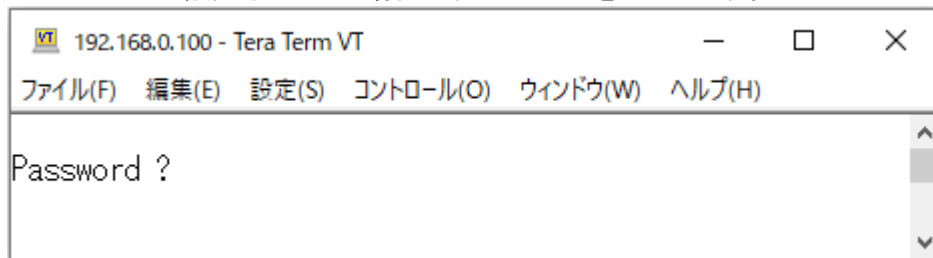 192.168.0.100 - Tera Term VT
ファイル(F) 編集(E) 設定(S) コントロール(O) ウィンドウ(W) ヘルプ(H)
Password ?